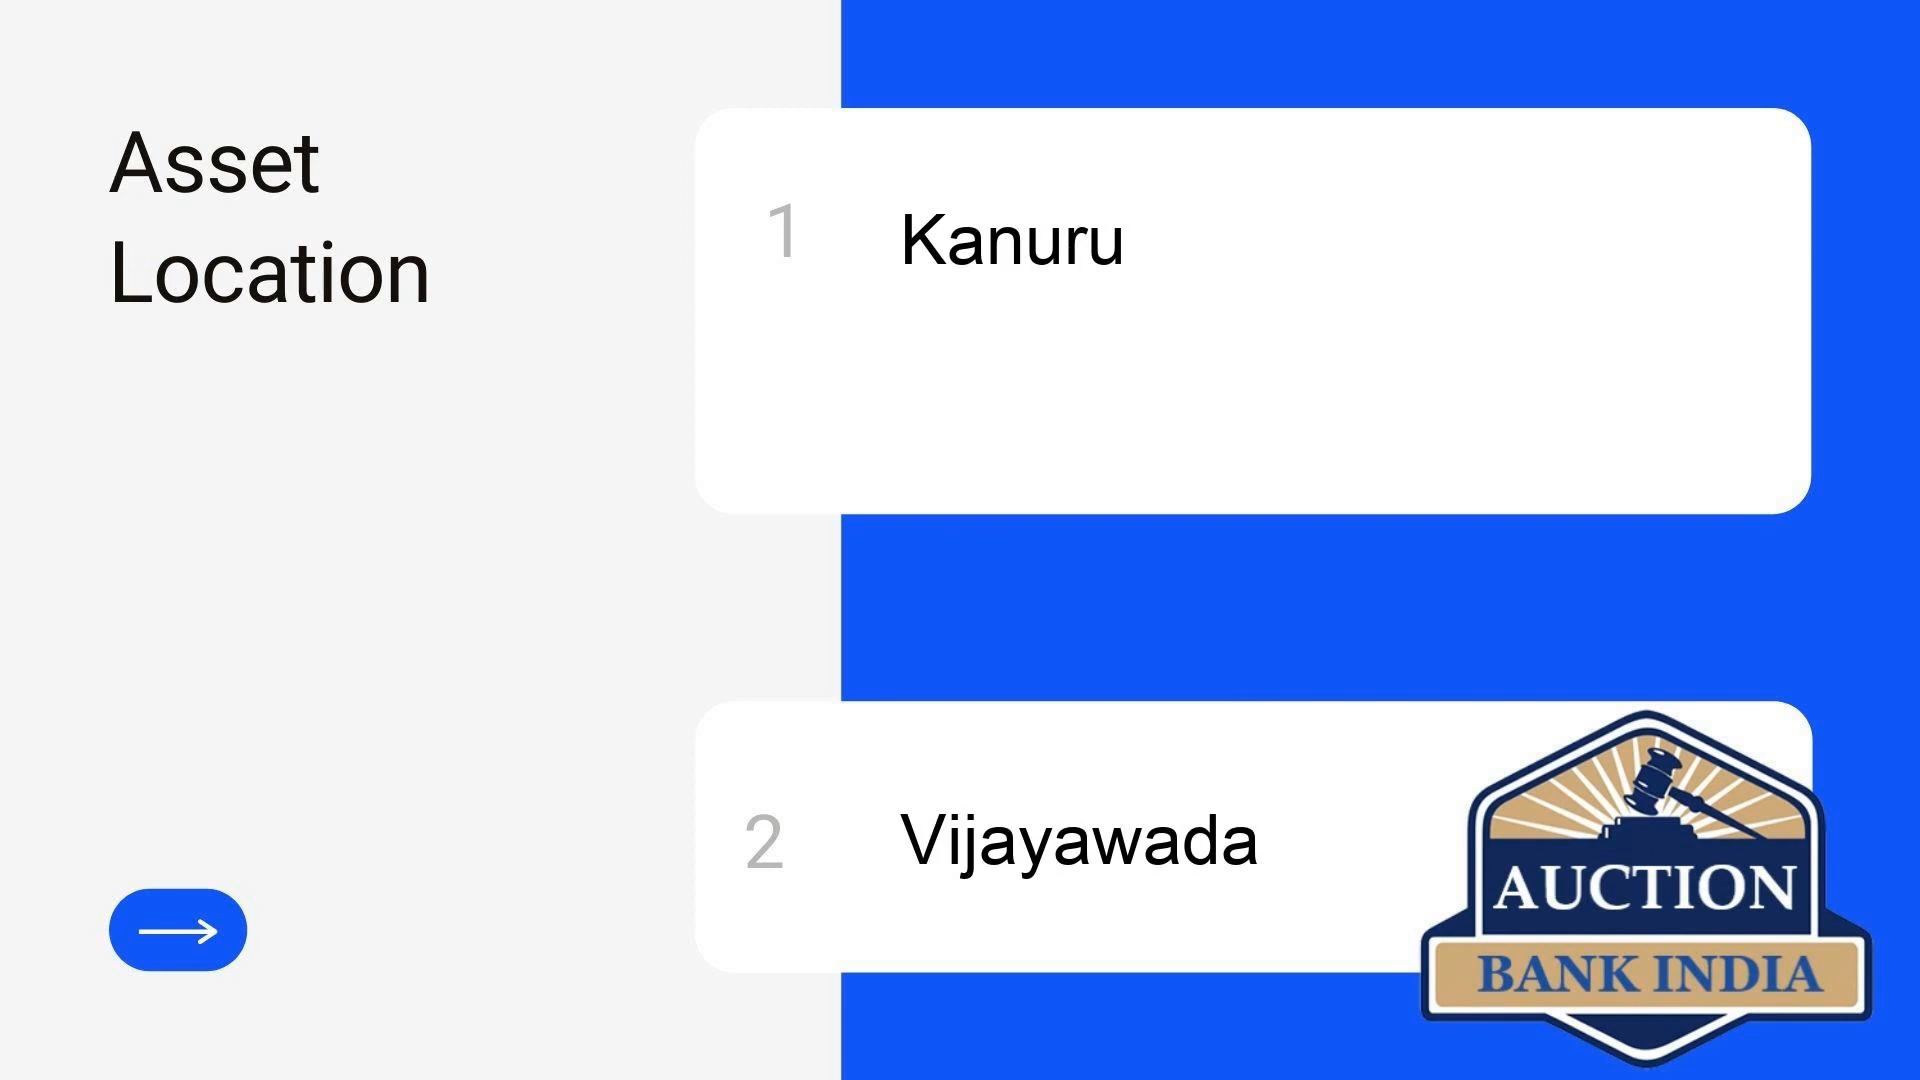 Asset
Location
1
Kanuru
2
Vijayawada
AUCTION
BANK INDIA